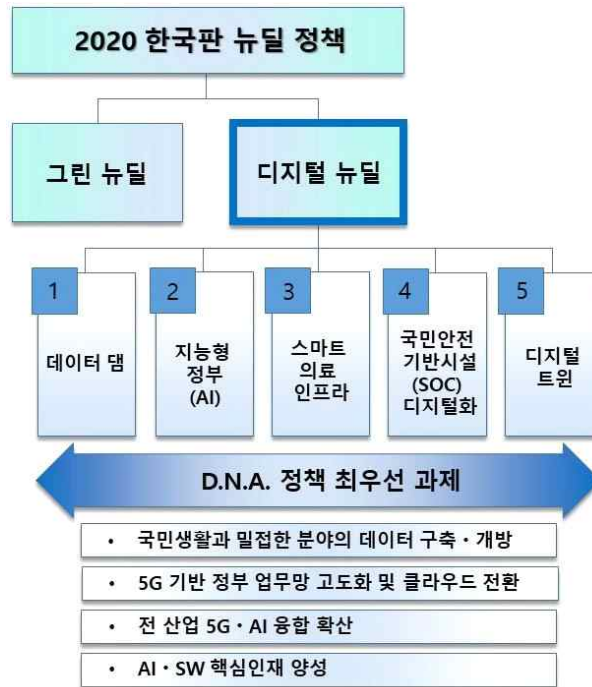 2020 한국판 뉴딜 정책
그린 뉴딜
디지털 뉴딜
1
데이터 댐
2
지능형
정부
(AI)
3
스마트
의료
인프라
4
국민안전
기반시설
(SOC)
디지털화
5
디지털
트윈
D.N.A. 정책 최우선 과제
• 국민생활과 밀접한 분야의 데이터 구축・개방
• 5G 기반 정부 업무망 고도화 및 클라우드 전환
• 전 산업 5G・AI 융합 확산
• AI・SW 핵심인재 양성